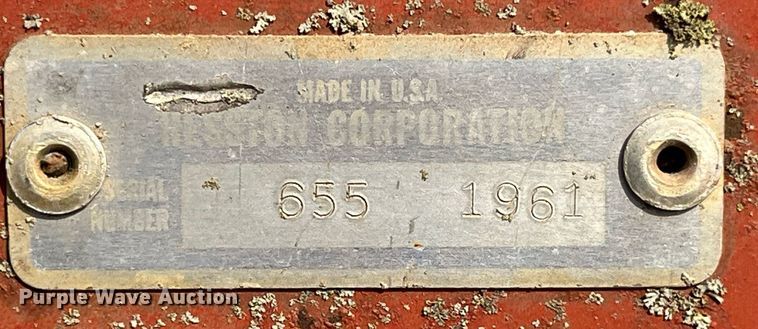 MADE IN U.S.A
HESSTON CORPORATION
SERIAL NUMBER
655 1961
Purple Wave Auction